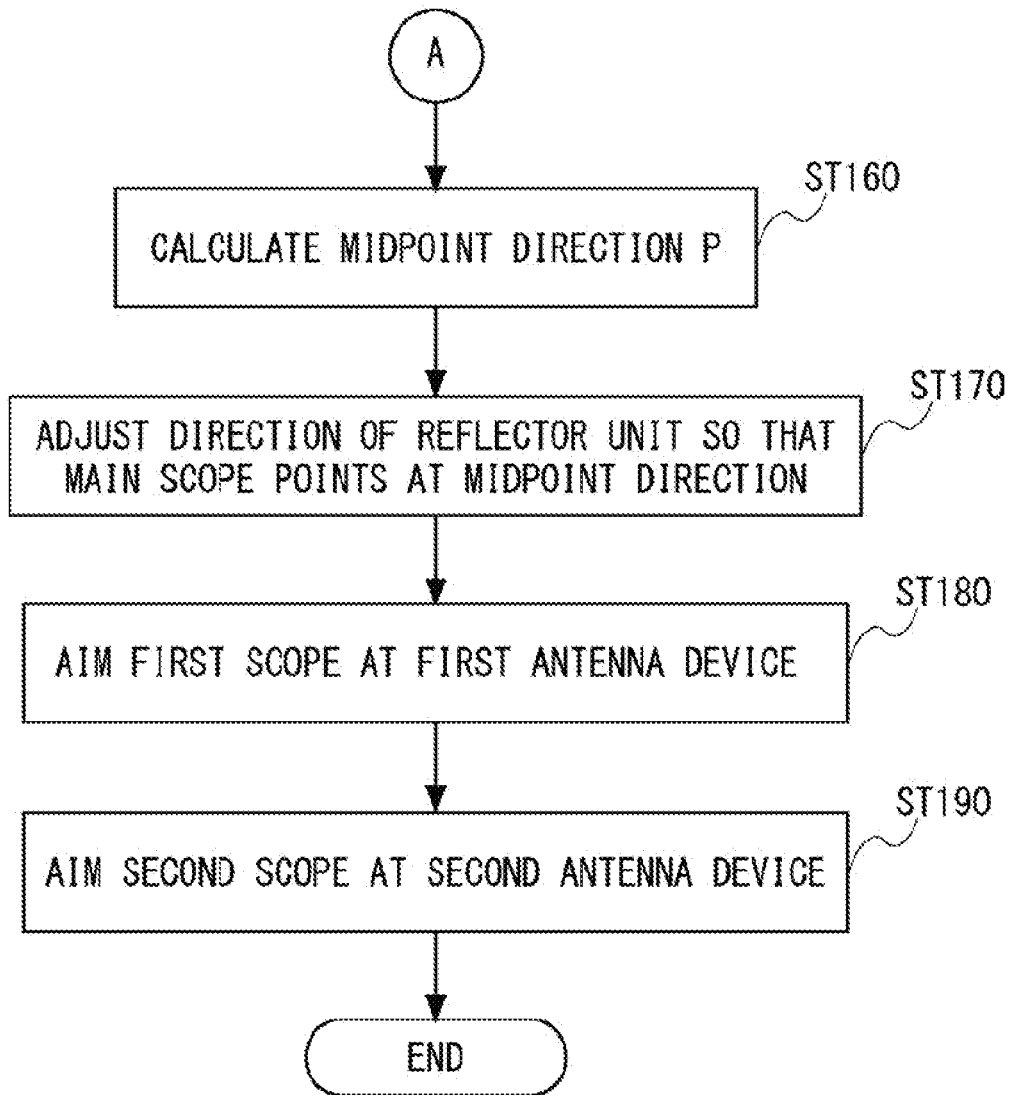 A
ST160
CALCULATE MIDPOINT DIRECTION P
ST170
ADJUST DIRECTION OF REFLECTOR UNIT SO THAT
MAIN SCOPE POINTS AT MIDPOINT DIRECTION
ST180
AIM FIRST SCOPE AT FIRST ANTENNA DEVICE
ST190
AIM SECOND SCOPE AT SECOND ANTENNA DEVICE
END